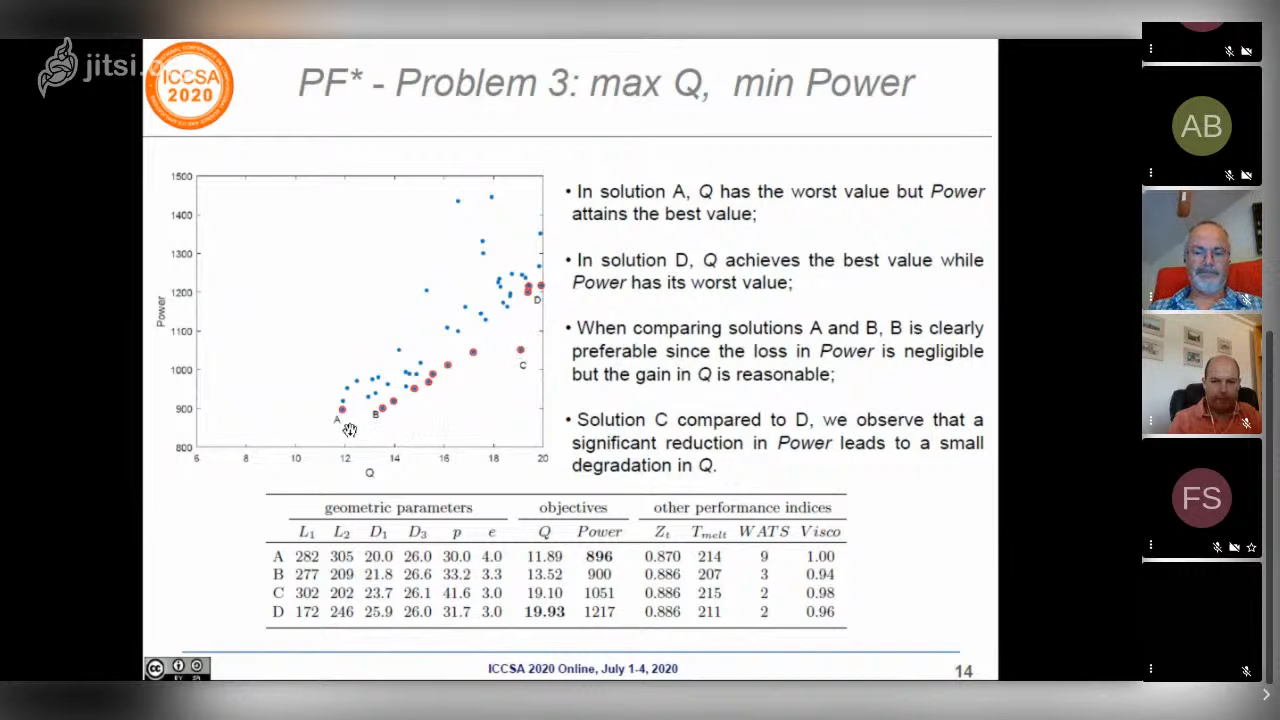 jitsi.o
ICCSA
2020
PF* - Problem 3: max Q, min Power
1500
1400
1300
1200
1100
1000
900
800
Power
6
8
10
12
14
16
18
20
Q
A
B
C
D
• In solution A, Q has the worst value but Power
attains the best value;
• In solution D, Q achieves the best value while
Power has its worst value;
• When comparing solutions A and B, B is clearly
preferable since the loss in Power is negligible
but the gain in Q is reasonable;
• Solution C compared to D, we observe that a
significant reduction in Power leads to a small
degradation in Q.
geometric parameters objectives other performance indices
L1 L2 D1 D3 p e Q Power Zt Tmelt WATS Visco
A 282 305 20.0 26.0 30.0 4.0 11.89 896 0.870 214 9 1.00
B 277 209 21.8 26.6 33.2 3.3 13.52 900 0.886 207 3 0.94
C 302 202 23.7 26.1 41.6 3.0 19.10 1051 0.886 215 2 0.98
D 172 246 25.9 26.0 31.7 3.0 19.93 1217 0.886 211 2 0.96
cc
BY SA
ICCSA 2020 Online, July 1-4, 2020
14
AB
FS